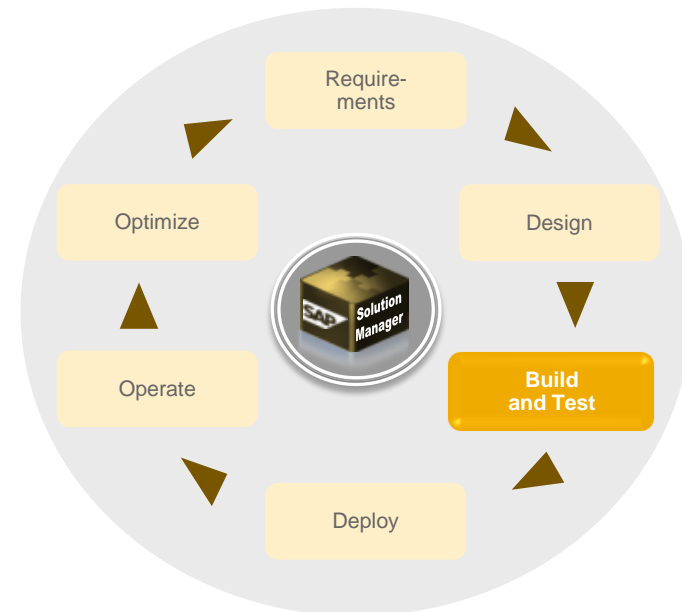 Require-
ments
Optimize
Design
SAP
Solution
Manager
Operate
Build
and Test
Deploy